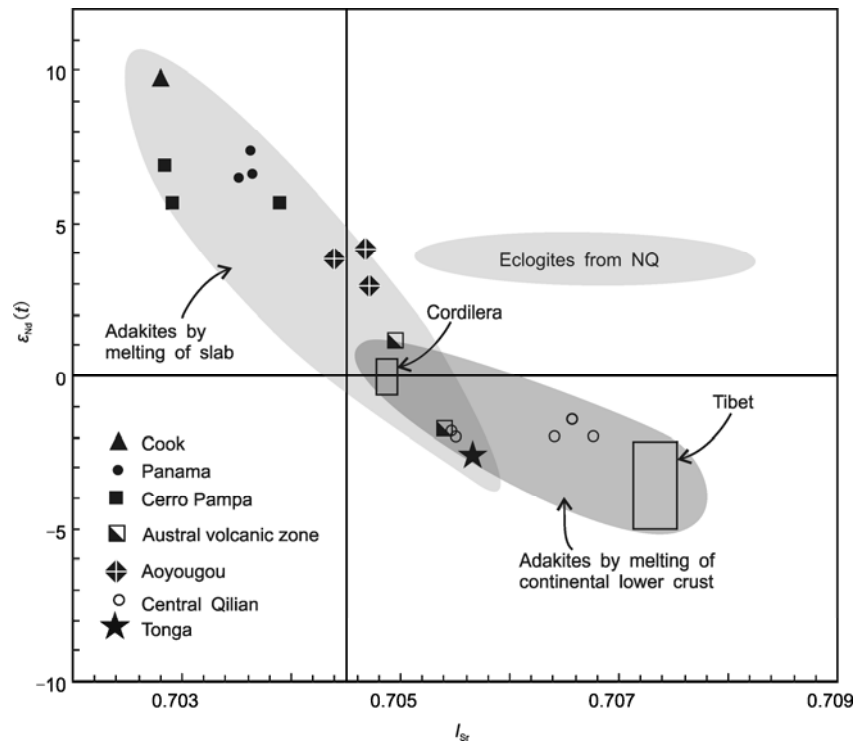 10
5
0
−5
−10
εNd(t)
Adakites by
melting of slab
Eclogites from NQ
Cordilera
Tibet
Adakites by melting of
continental lower crust
Cook
Panama
Cerro Pampa
Austral volcanic zone
Aoyougou
Central Qilian
Tonga
0.703
0.705
0.707
0.709
ISr